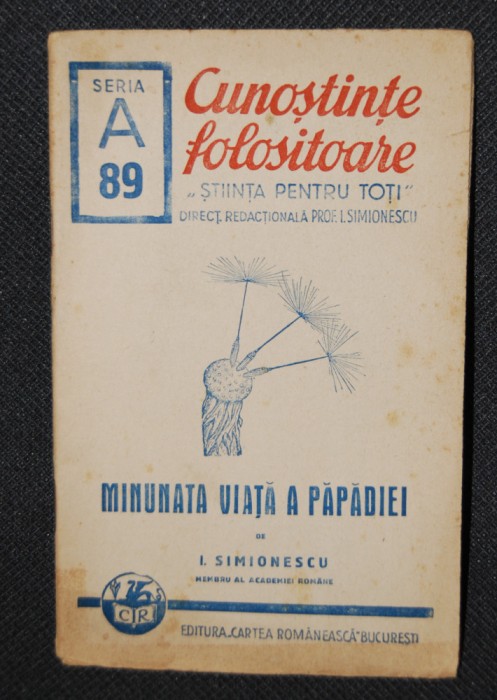 SERIA
A
89
Cunoștințe
folositoare
„ȘTIINȚA PENTRU TOȚI"
DIRECȚ. REDACȚIONALĂ PROF. I. SIMIONESCU
MINUNATA VIAȚĂ A PĂPĂDIEI
DE
I. SIMIONESCU
MEMBRU AL ACADEMIEI ROMÂNE
C R
EDITURA „CARTEA ROMÂNEASCĂ" BUCUREȘTI